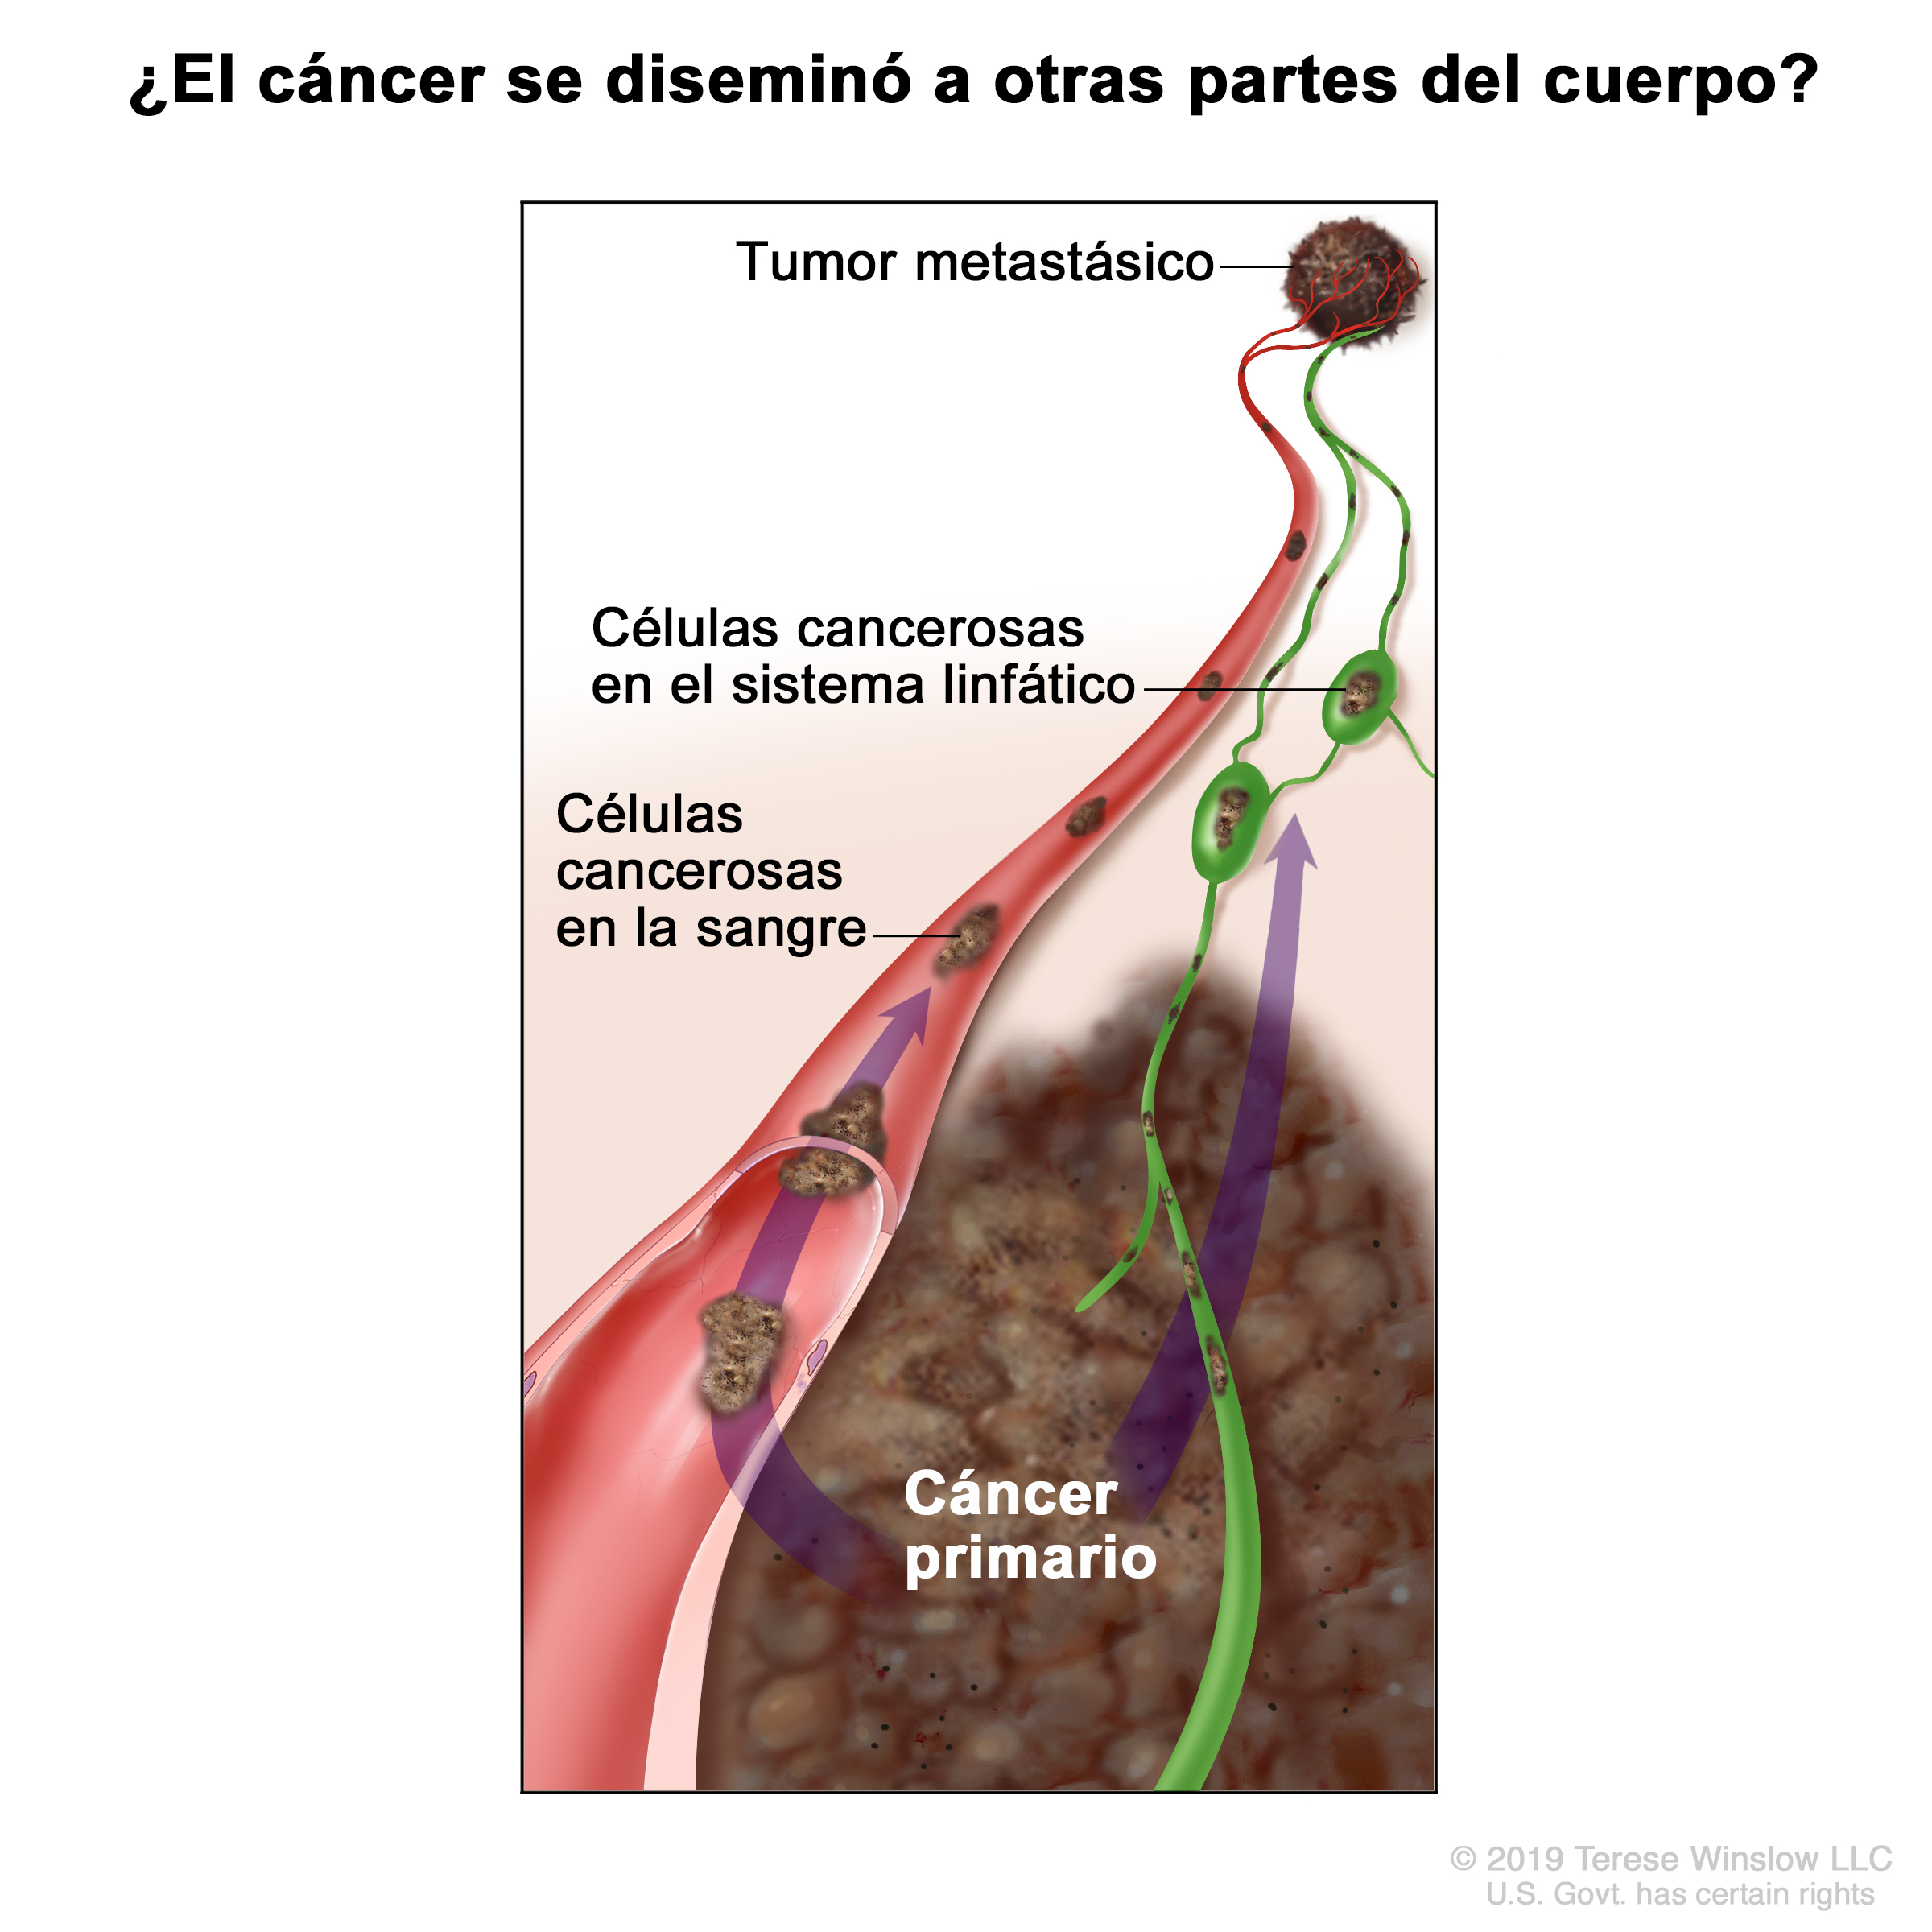 ¿El cáncer se diseminó a otras partes del cuerpo?
Tumor metastásico
Células cancerosas
en el sistema linfático
Células
cancerosas
en la sangre
Cáncer
primario
© 2019 Terese Winslow LLC
U.S. Govt. has certain rights